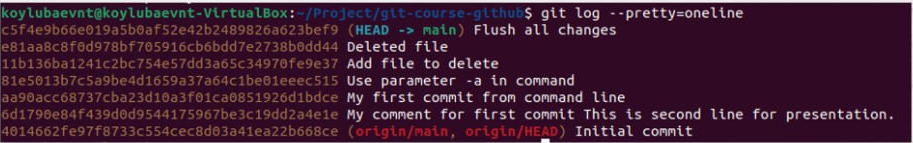 koylubaevnt@koylubaevnt-VirtualBox:~/Project/git-course-github$ git log --pretty=oneline
c5f4e9b66e019a5b0af52e42b2489826a623bef9 (HEAD -> main) Flush all changes
e81aa8c8f0d978bf705916cb6bdd7e2738b0dd44 Deleted file
11b136ba1241c2bc754e57dd3a65c34970fe9e37 Add file to delete
81e5013b7c5a9be4d1659a37a64c1be01eeec515 Use parameter -a in command
aa90acc68737cba23d10a3f01ca0851926d1bdce My first commit from command line
6d1790e84f439d0d9544175967be3c19dd2a4e1e My comment for first commit This is second line for presentation.
4014662fe97f8733c554cec8d03a41ea22b668ce (origin/main, origin/HEAD) Initial commit